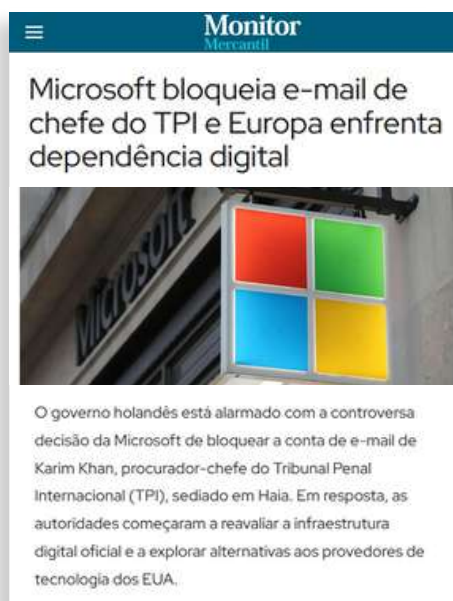 Monitor
Mercantil
Microsoft bloqueia e-mail de
chefe do TPI e Europa enfrenta
dependência digital
Microsoft
O governo holandês está alarmado com a controversa
decisão da Microsoft de bloquear a conta de e-mail de
Karim Khan, procurador-chefe do Tribunal Penal
Internacional (TPI), sediado em Haia. Em resposta, as
autoridades começaram a reavaliar a infraestrutura
digital oficial e a explorar alternativas aos provedores de
tecnologia dos EUA.